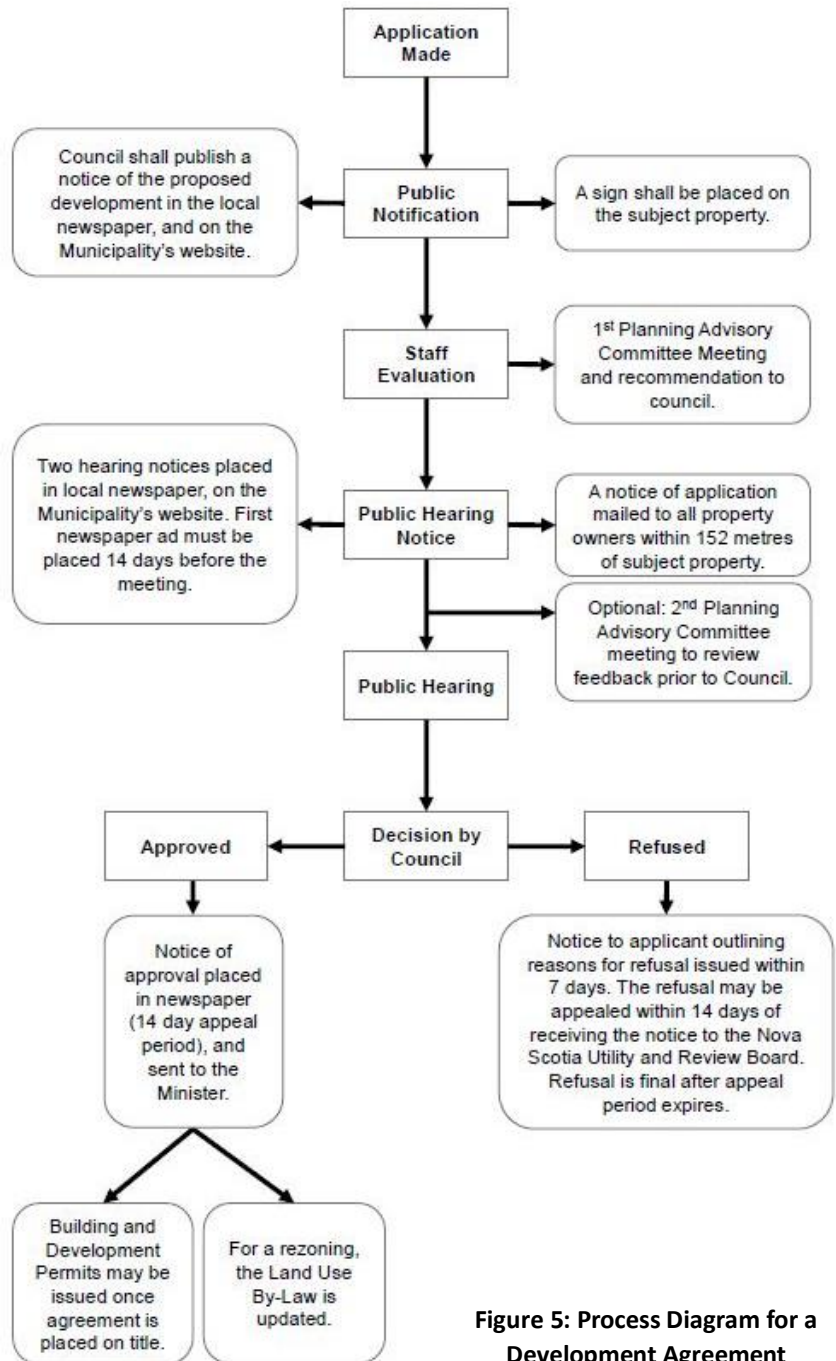 Application
Made
Council shall publish a
notice of the proposed
development in the local
newspaper, and on the
Municipality's website.
Public
Notification
A sign shall be placed on
the subject property.
Staff
Evaluation
1st Planning Advisory
Committee Meeting
and recommendation to
council.
Two hearing notices placed
in local newspaper, on the
Municipality's website. First
newspaper ad must be
placed 14 days before the
meeting.
Public Hearing
Notice
A notice of application
mailed to all property
owners within 152 metres
of subject property.
Optional: 2nd Planning
Advisory Committee
meeting to review
feedback prior to Council.
Public Hearing
Approved
Decision by
Council
Refused
Notice of
approval placed
in newspaper
(14 day appeal
period), and
sent to the
Minister.
Notice to applicant outlining
reasons for refusal issued within
7 days. The refusal may be
appealed within 14 days of
receiving the notice to the Nova
Scotia Utility and Review Board.
Refusal is final after appeal
period expires.
Building and
Development
Permits may be
issued once
agreement is
placed on title.
For a rezoning,
the Land Use
By-Law is
updated.
Figure 5: Process Diagram for a
Development Agreement